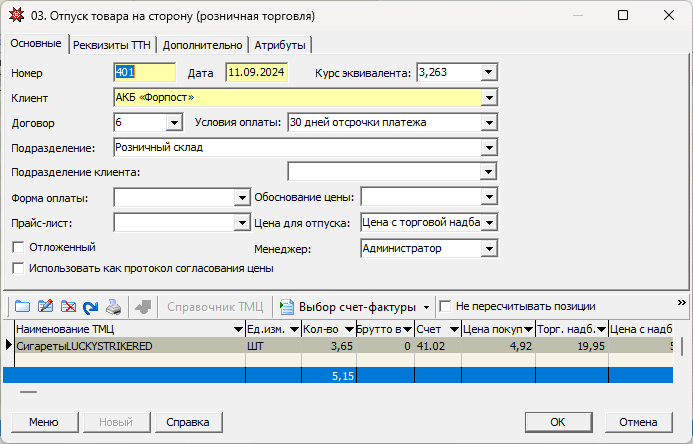 03. Отпуск товара на сторону (розничная торговля)
Основные Реквизиты ТТН Дополнительно Атрибуты
Номер 401 Дата 11.09.2024 Курс эквивалента: 3,263
Клиент АКБ «Форпост»
Договор 6 Условия оплаты: 30 дней отсрочки платежа
Подразделение: Розничный склад
Подразделение клиента:
Форма оплаты: Обоснование цены:
Прайс-лист: Цена для отпуска: Цена с торговой надба
Отложенный Менеджер: Администратор
Использовать как протокол согласования цены
Справочник ТМЦ Выбор счет-фактуры Не пересчитывать позиции »
Наименование ТМЦ Ед.изм. Кол-во Брутто в Счет Цена покуп Торг. надб. Цена с надб
СигаретыLUCKYSTRIKERED ШТ 3,65 0 41.02 4,92 19,95
5,15
Меню Новый Справка ОК Отмена